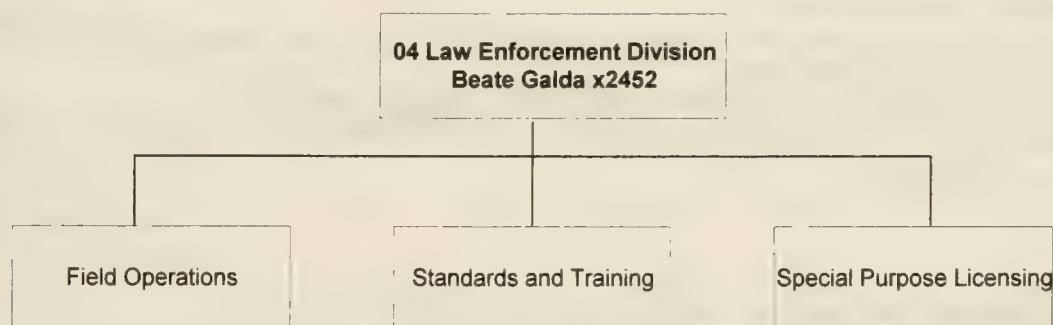 04 Law Enforcement Division
Beate Galda x2452
Field Operations
Standards and Training
Special Purpose Licensing